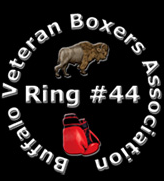 Buffalo Veteran Boxers Association
Ring #44